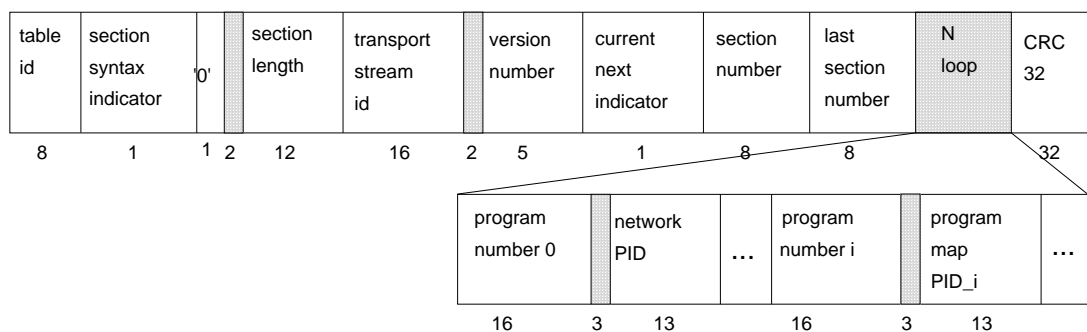 table
id
section
syntax
indicator
'0'
section
length
transport
stream
id
version
number
current
next
indicator
section
number
last
section
number
N
loop
CRC
32
8 1 1 2 12 16 2 5 1 8 8 32
program
number 0
network
PID
...
program
number i
program
map
PID_i
...
16 3 13 16 3 13